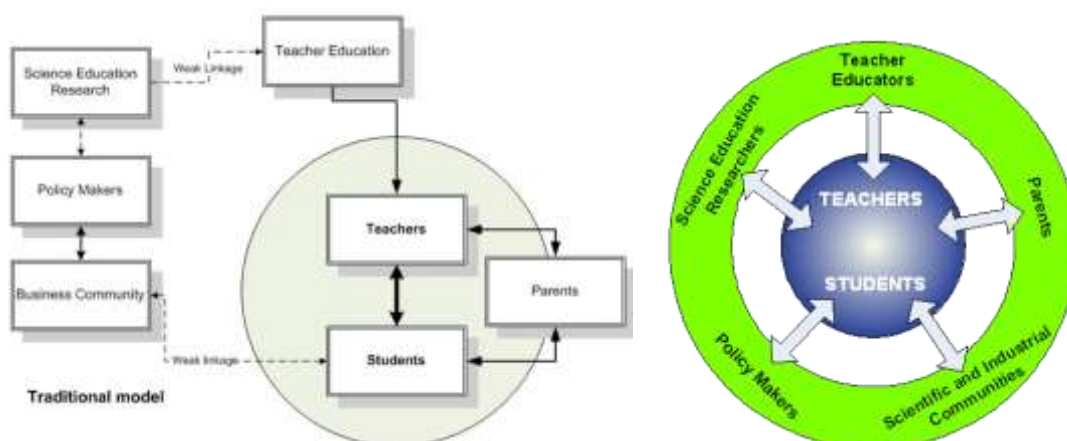 Teacher Education
Science Education
Research
Weak Linkage
Policy Makers
Teachers
Business Community
Parents
Weak linkage
Students
Traditional model
Teacher
Educators
Science Education
Researchers
Parents
TEACHERS
STUDENTS
Policy Makers
Scientific and Industrial
Communities